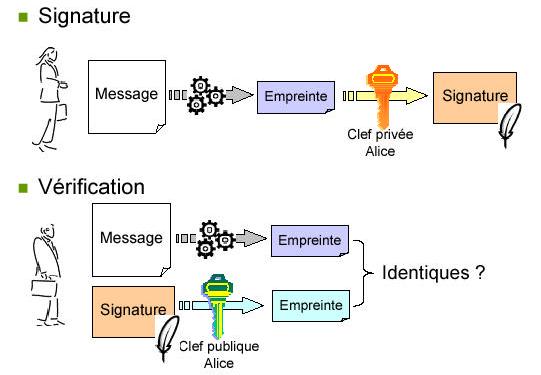 Signature
Message
Empreinte
Signature
Clef privée
Alice
Vérification
Message
Empreinte
Identiques ?
Signature
Empreinte
Clef publique
Alice